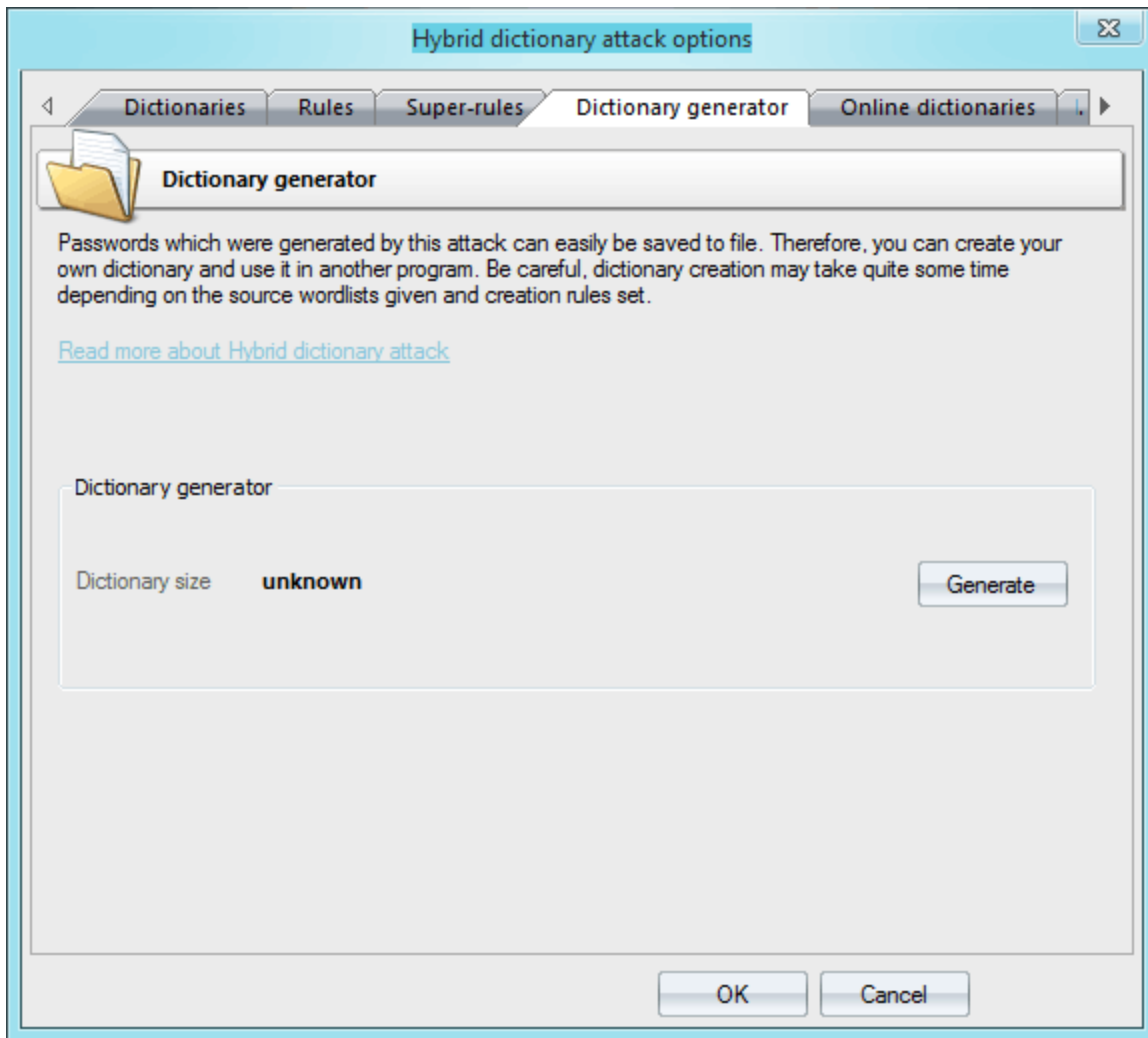 Hybrid dictionary attack options
Dictionaries Rules Super-rules Dictionary generator Online dictionaries
Dictionary generator
Passwords which were generated by this attack can easily be saved to file. Therefore, you can create your
own dictionary and use it in another program. Be careful, dictionary creation may take quite some time
depending on the source wordlists given and creation rules set.
Read more about Hybrid dictionary attack
Dictionary generator
Dictionary size unknown
Generate
OK Cancel